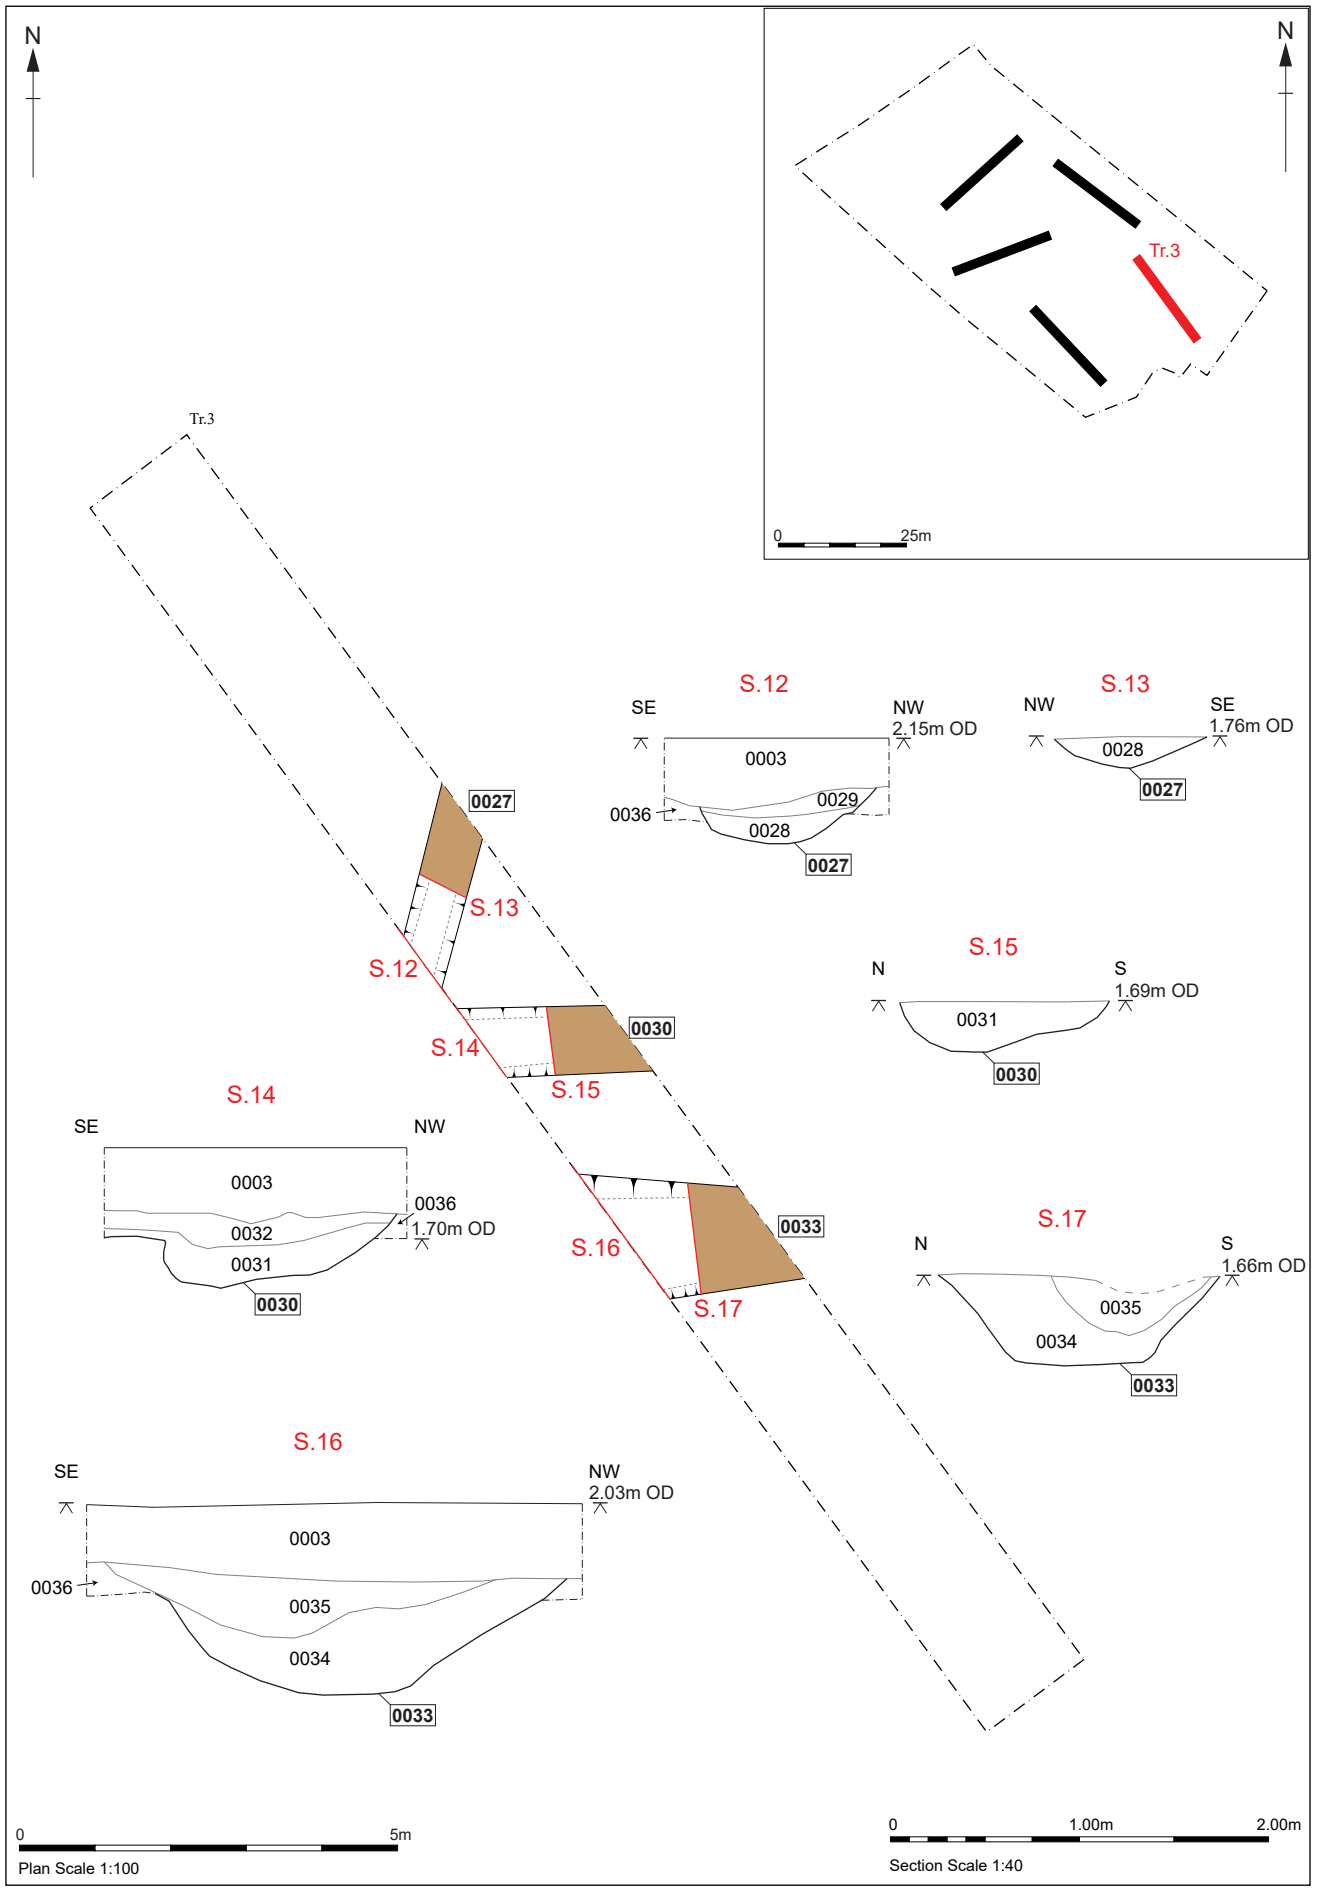 N
N
Tr.3
0
25m
Tr.3
S.12
SE
NW
2.15m OD
0003
0029
0036
0028
0027
S.13
NW
SE
1.76m OD
0028
0027
0027
S.13
S.12
S.15
N
S
1.69m OD
0031
0030
0030
S.14
S.15
S.14
SE
NW
0003
0036
1.70m OD
0032
0031
0030
0033
S.16
S.17
S.17
N
S
1.66m OD
0035
0034
0033
S.16
SE
NW
2.03m OD
0003
0036
0035
0034
0033
0
5m
Plan Scale 1:100
0
1.00m
2.00m
Section Scale 1:40